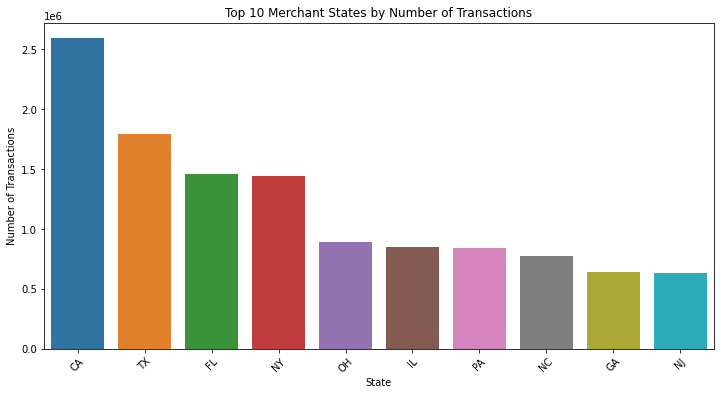 Top 10 Merchant States by Number of Transactions
1e6
2.5
2.0
1.5
1.0
0.5
0.0
Number of Transactions
CA TX FL NY OH IL PA NC GA NJ
State